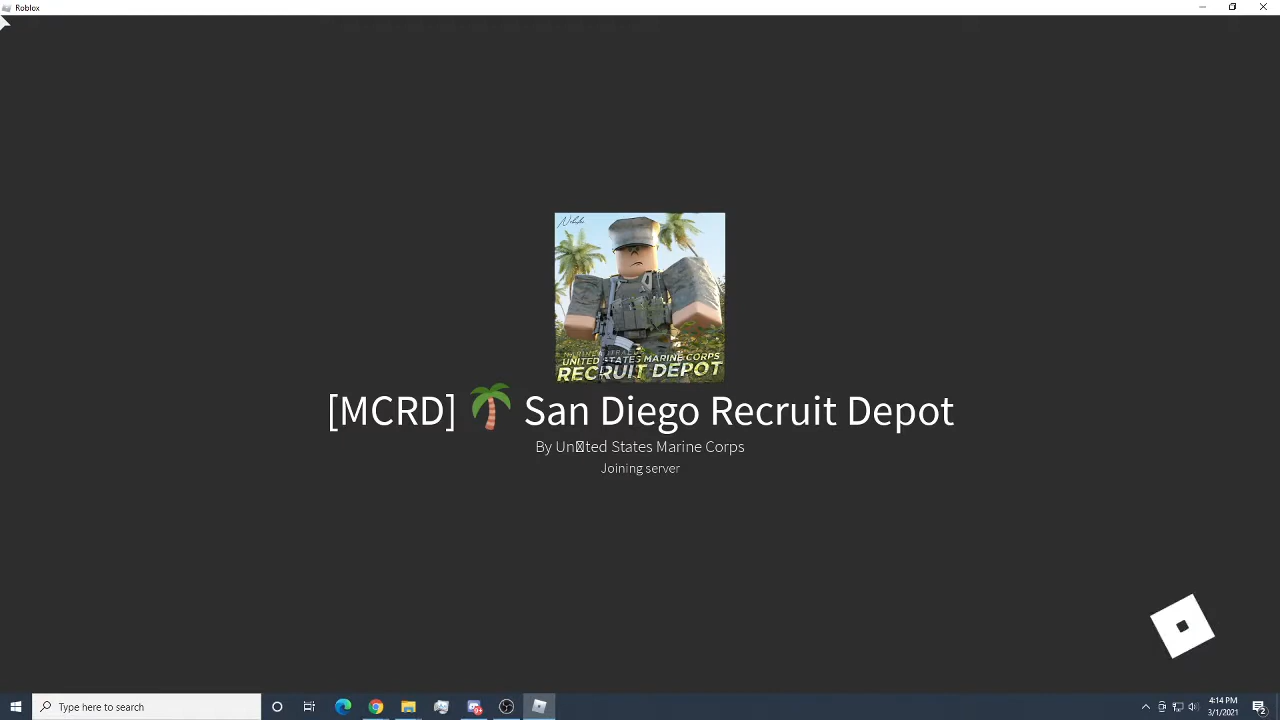 Roblox
UNITED STATES MARINE CORPS
RECRUIT DEPOT
[MCRD] 🌴 San Diego Recruit Depot
By Un▯ted States Marine Corps
Joining server
Type here to search
4:14 PM
3/1/2021
2